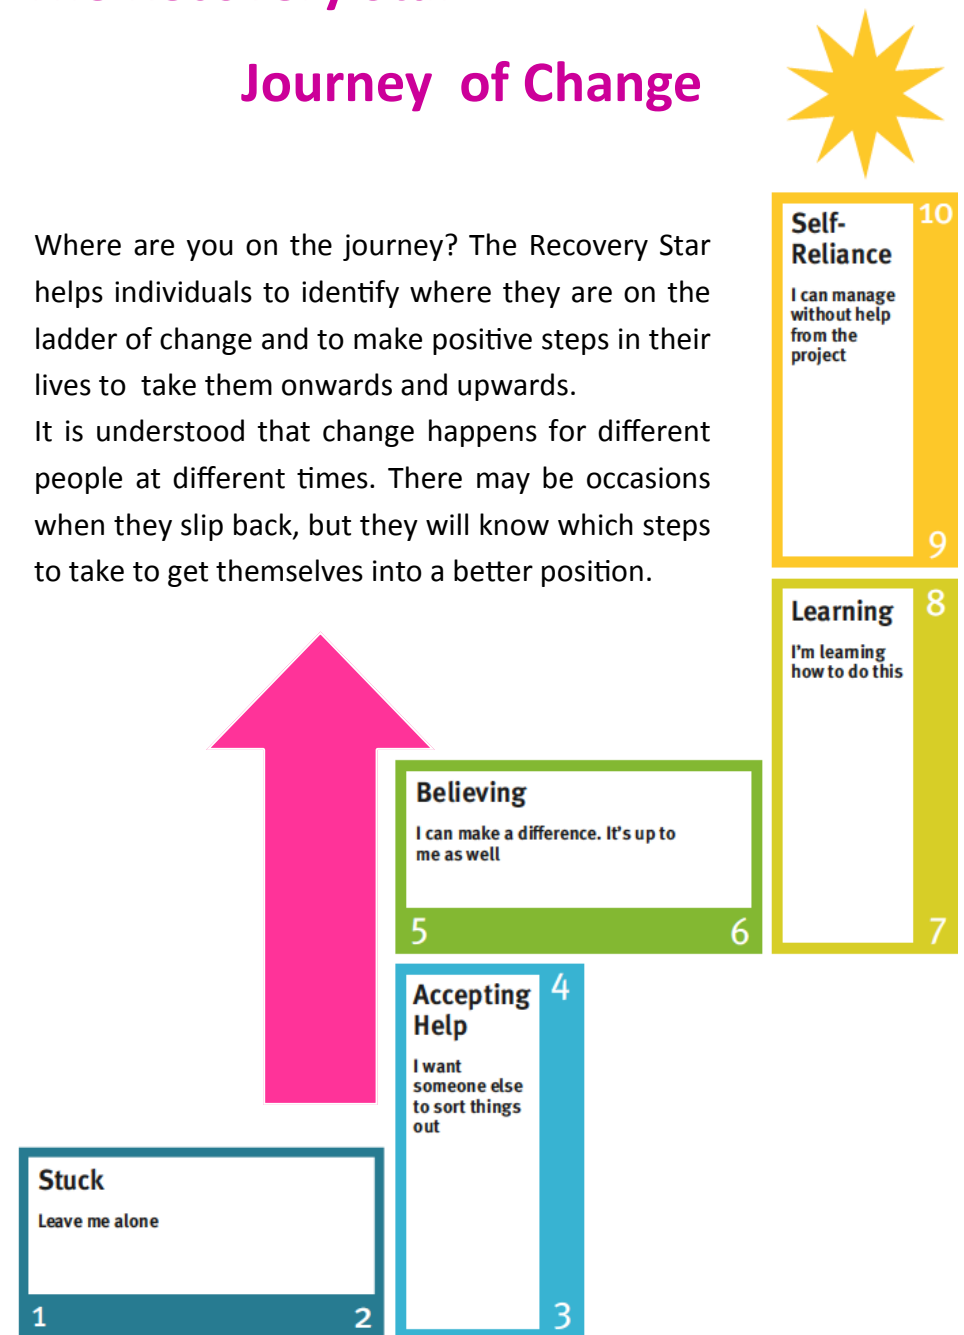 The Recovery Star
Journey of Change
Where are you on the journey? The Recovery Star
helps individuals to identify where they are on the
ladder of change and to make positive steps in their
lives to take them onwards and upwards.
It is understood that change happens for different
people at different times. There may be occasions
when they slip back, but they will know which steps
to take to get themselves into a better position.
10
Self-
Reliance
I can manage
without help
from the
project
9
8
Learning
I'm learning
how to do this
7
Believing
I can make a difference. It's up to
me as well
5
6
4
Accepting
Help
I want
someone else
to sort things
out
3
Stuck
Leave me alone
1
2